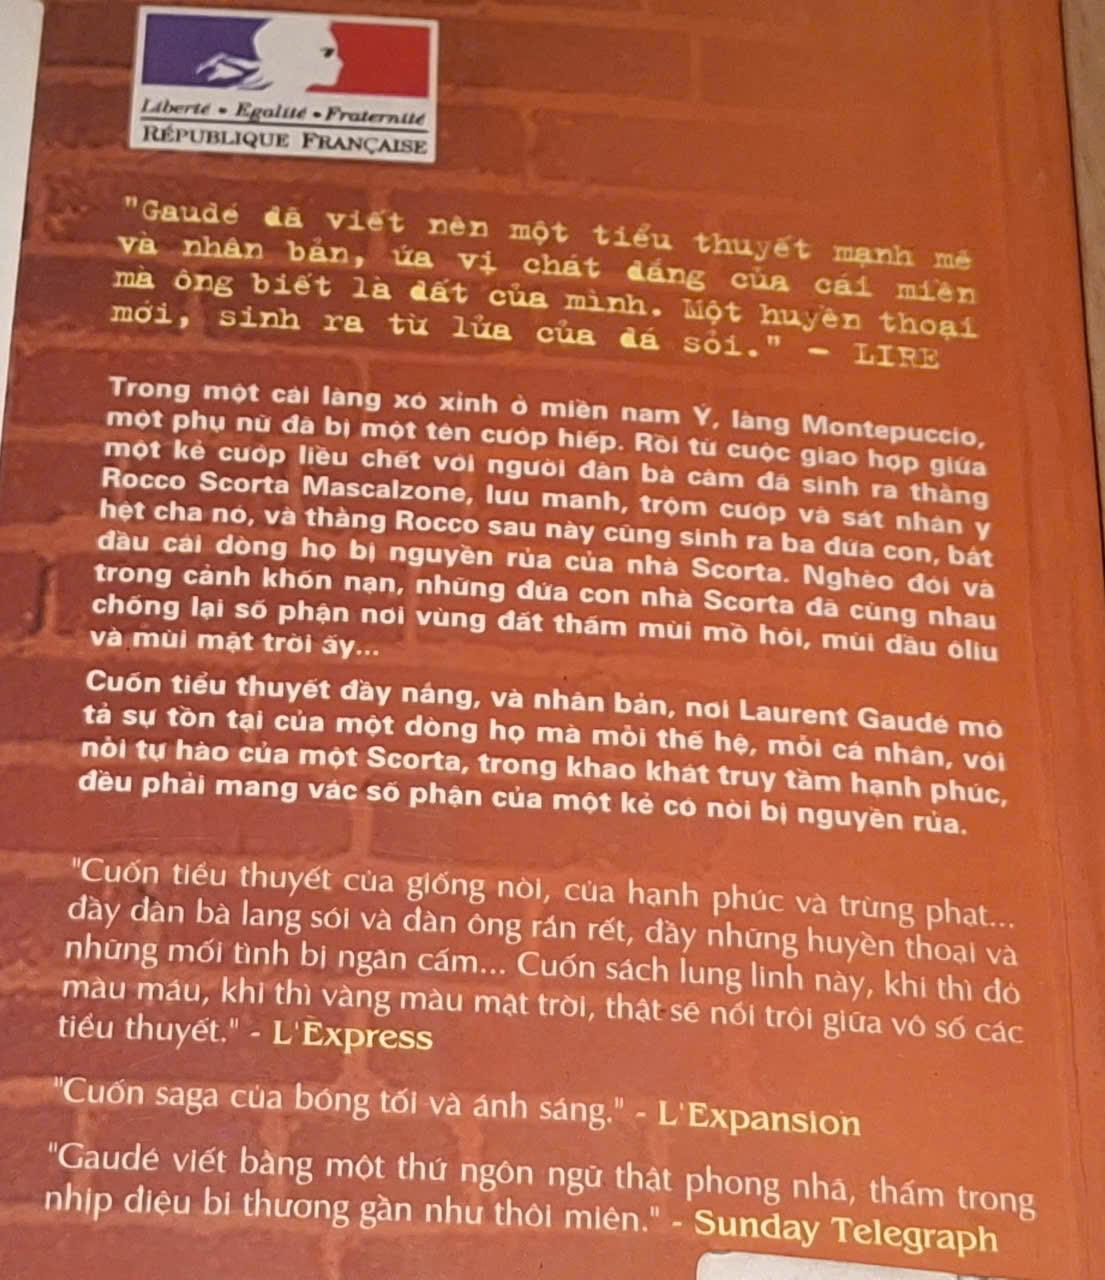 Liberté • Egalité • Fraternité
RÉPUBLIQUE FRANÇAISE
"Gaudé đã viết nên một tiểu thuyết mạnh mẽ
và nhân bản, ứa vị chát đắng của cái miền
mà ông biết là đất của mình. Một huyền thoại
mới, sinh ra từ lửa của đá sỏi." - LIRE
Trong một cái làng xó xỉnh ở miền nam Ý, làng Montepuccio,
một phụ nữ đã bị một tên cướp hiếp. Rồi từ cuộc giao hợp giữa
một kẻ cướp liều chết với người đàn bà câm đã sinh ra thằng
Rocco Scorta Mascalzone, lưu manh, trộm cướp và sát nhân y
hệt cha nó, và thằng Rocco sau này cũng sinh ra ba đứa con, bắt
đầu cái dòng họ bị nguyền rủa của nhà Scorta. Nghèo đói và
trong cảnh khốn nạn, những đứa con nhà Scorta đã cùng nhau
chống lại số phận nơi vùng đất thấm mùi mồ hôi, mùi dầu ôliu
và mùi mặt trời ấy...
Cuốn tiểu thuyết đầy nắng, và nhân bản, nơi Laurent Gaudé mô
tả sự tồn tại của một dòng họ mà mỗi thế hệ, mỗi cá nhân, với
nỗi tự hào của một Scorta, trong khao khát truy tầm hạnh phúc,
đều phải mang vác số phận của một kẻ có nòi bị nguyền rủa.
"Cuốn tiểu thuyết của giống nòi, của hạnh phúc và trừng phạt...
đầy đàn bà lang sói và đàn ông rắn rết, đầy những huyền thoại và
những mối tình bị ngăn cấm... Cuốn sách lung linh này, khi thì đỏ
màu máu, khi thì vàng màu mặt trời, thật sẽ nổi trội giữa vô số các
tiểu thuyết." - L'Express
"Cuốn saga của bóng tối và ánh sáng." - L'Expansion
"Gaudé viết bằng một thứ ngôn ngữ thật phong nhã, thấm trong
nhịp điệu bi thương gần như thôi miên." - Sunday Telegraph